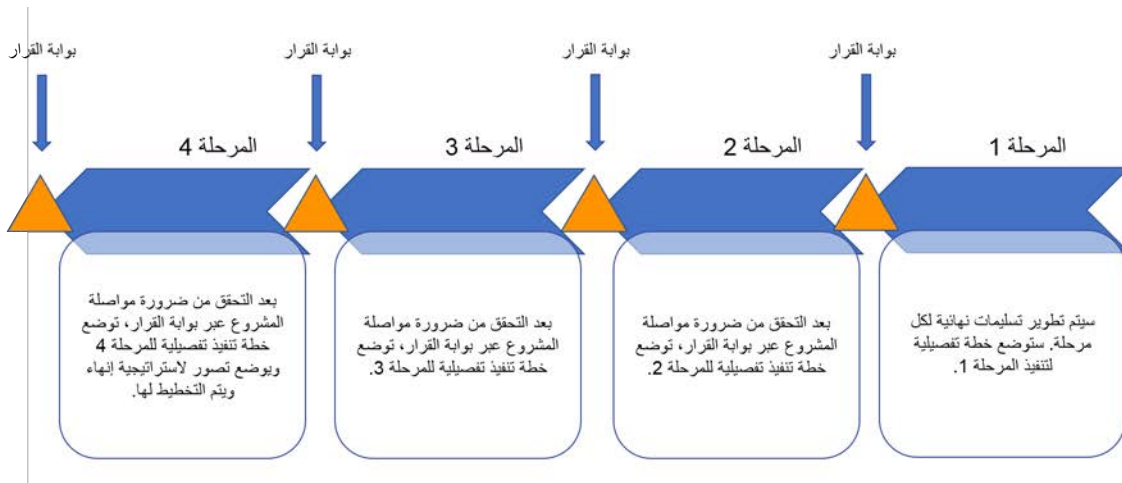 بوابة القرار
بوابة القرار
بوابة القرار
بوابة القرار
المرحلة 1
المرحلة 2
المرحلة 3
المرحلة 4
سيتم تطوير تسليمات نهائية لكل
مرحلة. ستوضع خطة تفصيلية
لتنفيذ المرحلة 1.
بعد التحقق من ضرورة مواصلة
المشروع عبر بوابة القرار، توضع
خطة تنفيذ تفصيلية للمرحلة 2.
بعد التحقق من ضرورة مواصلة
المشروع عبر بوابة القرار، توضع
خطة تنفيذ تفصيلية للمرحلة 3.
بعد التحقق من ضرورة مواصلة
المشروع عبر بوابة القرار، توضع
خطة تنفيذ تفصيلية للمرحلة 4
ويوضع تصور لاستراتيجية إنهاء
ويتم التخطيط لها.